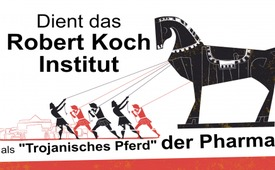 Dient das
Robert Koch
Institut
als "Trojanisches Pferd" der Pharma